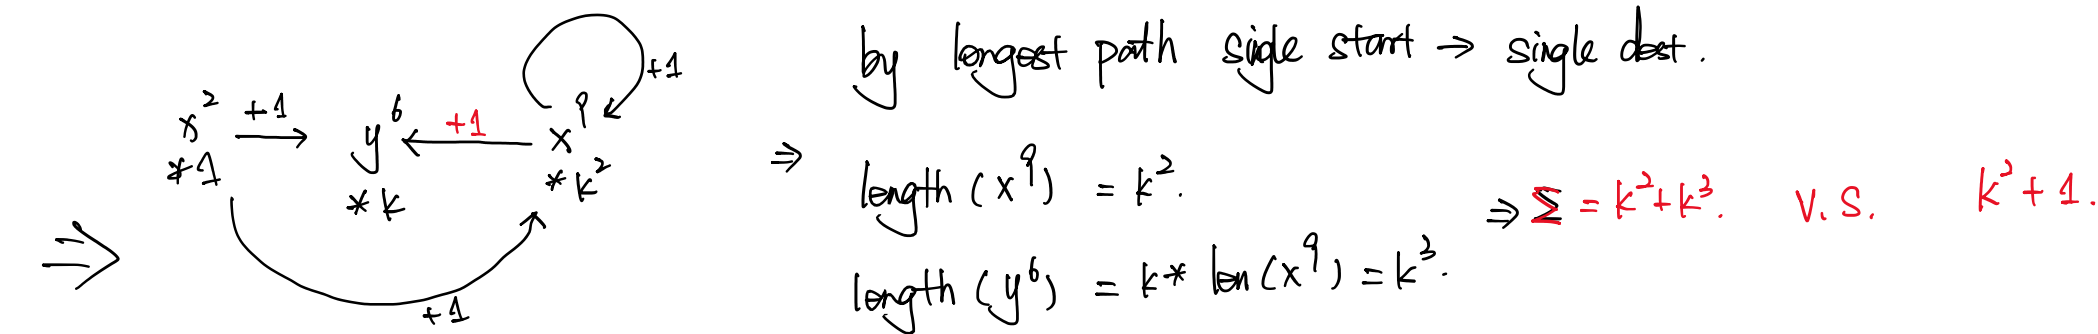 by longest path sigle start → single dest.
+1
x² +1 y⁶ +1 x⁹
*1 *k *k²
+1
⇒
⇒ length (x⁹) = k².
length (y⁶) = k* len(x⁹) = k³.
⇒ Σ = k²+k³. V.S. k²+1.